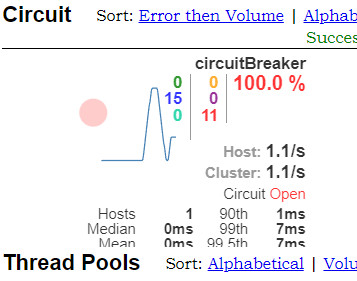 Circuit Sort: Error then Volume | Alphab
Succes
circuitBreaker
0 0 100.0 %
15 0
0 11
Host: 1.1/s
Cluster: 1.1/s
Circuit Open
Hosts 1 90th 1ms
Median 0ms 99th 7ms
Mean 0ms 99.5th 7ms
Thread Pools Sort: Alphabetical | Volu